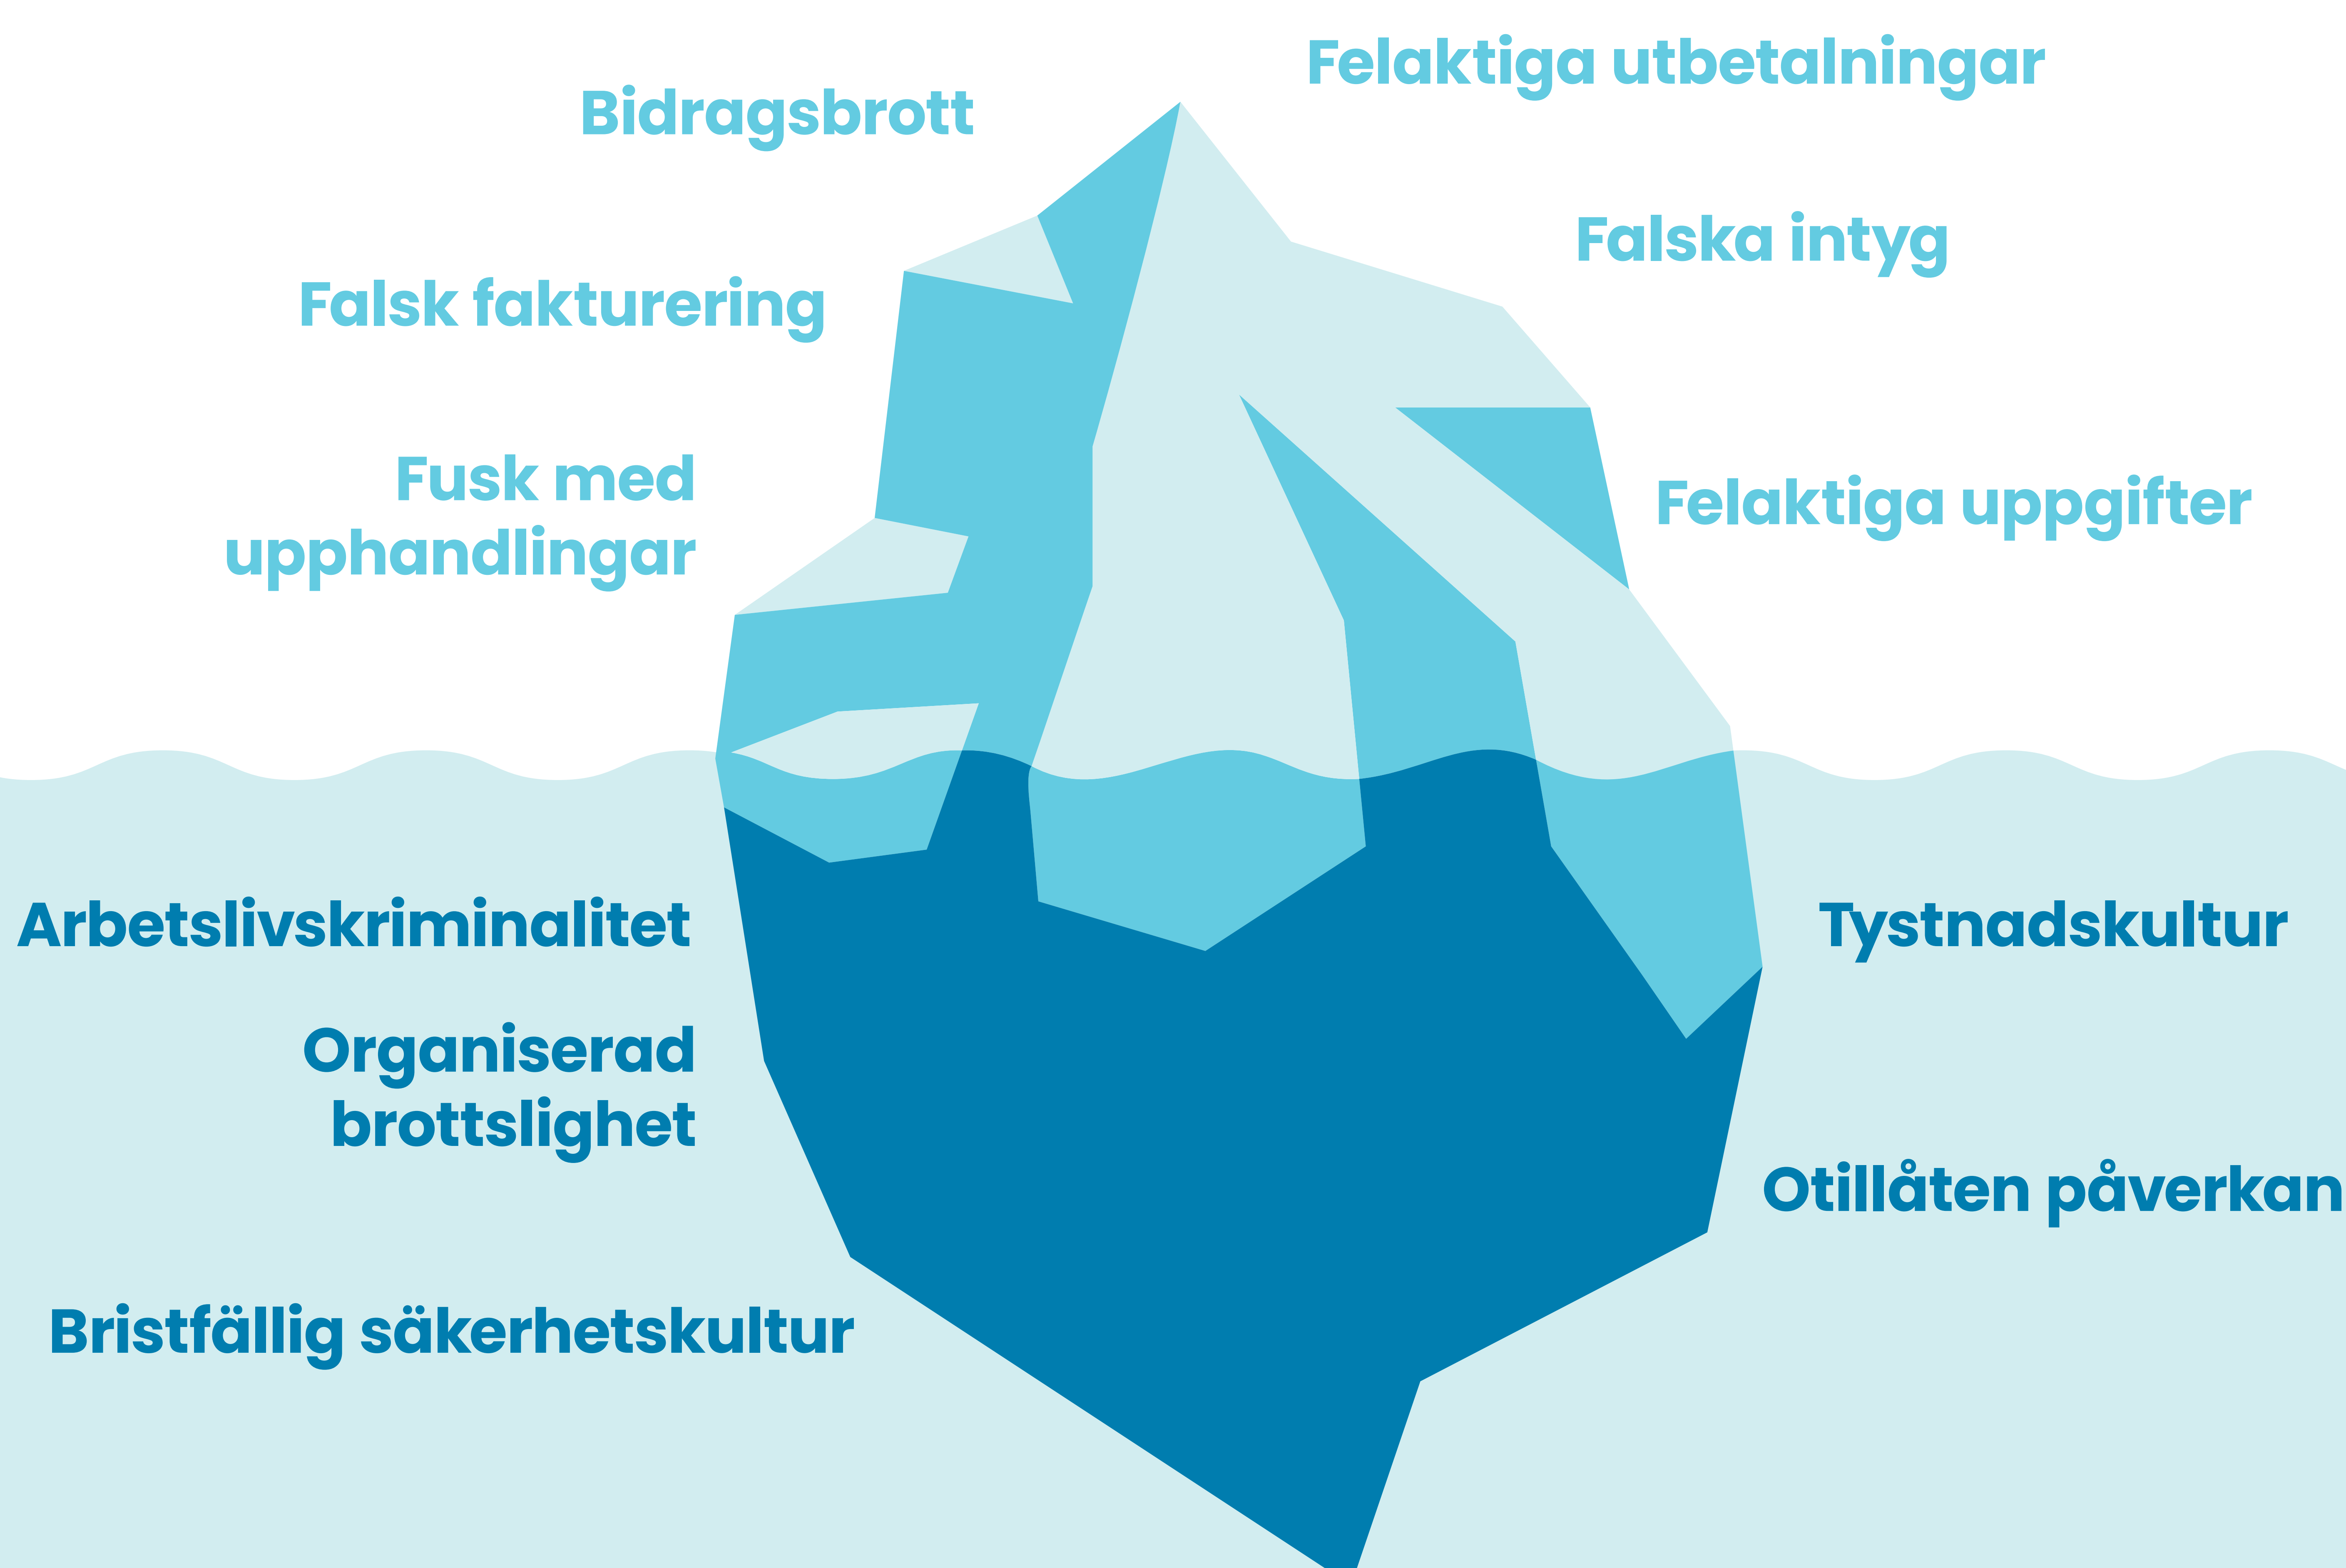 Felaktiga utbetalningar
Bidragsbrott
Falska intyg
Falsk fakturering
Fusk med
upphandlingar
Felaktiga uppgifter
Arbetslivskriminalitet
Tystnadskultur
Organiserad
brottslighet
Otillåten påverkan
Bristfällig säkerhetskultur